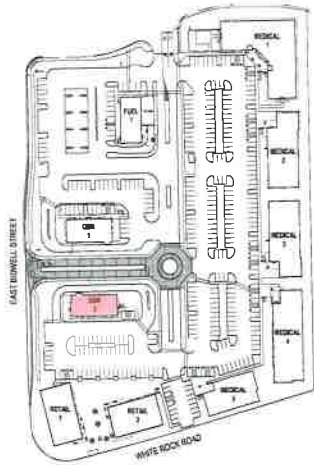 MEDICAL
1
FUEL
1
MEDICAL
2
QSR
1
MEDICAL
3
EAST BIDWELL STREET
QSR
2
MEDICAL
4
MEDICAL
5
RETAIL
1
RETAIL
2
WHITE ROCK ROAD